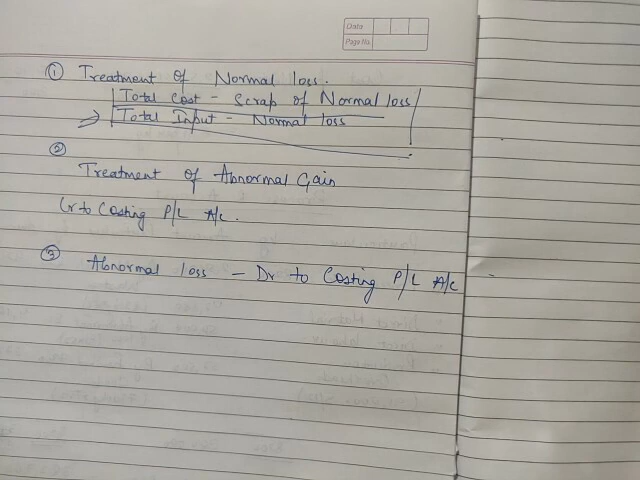 Date
Page No.
① Treatment of Normal loss.
Total Cost - Scrap of Normal loss
Total Input - Normal loss
②
Treatment of Abnormal Gain
Cr to Costing P/L A/c.
③ Abnormal loss - Dr to Costing P/L A/c